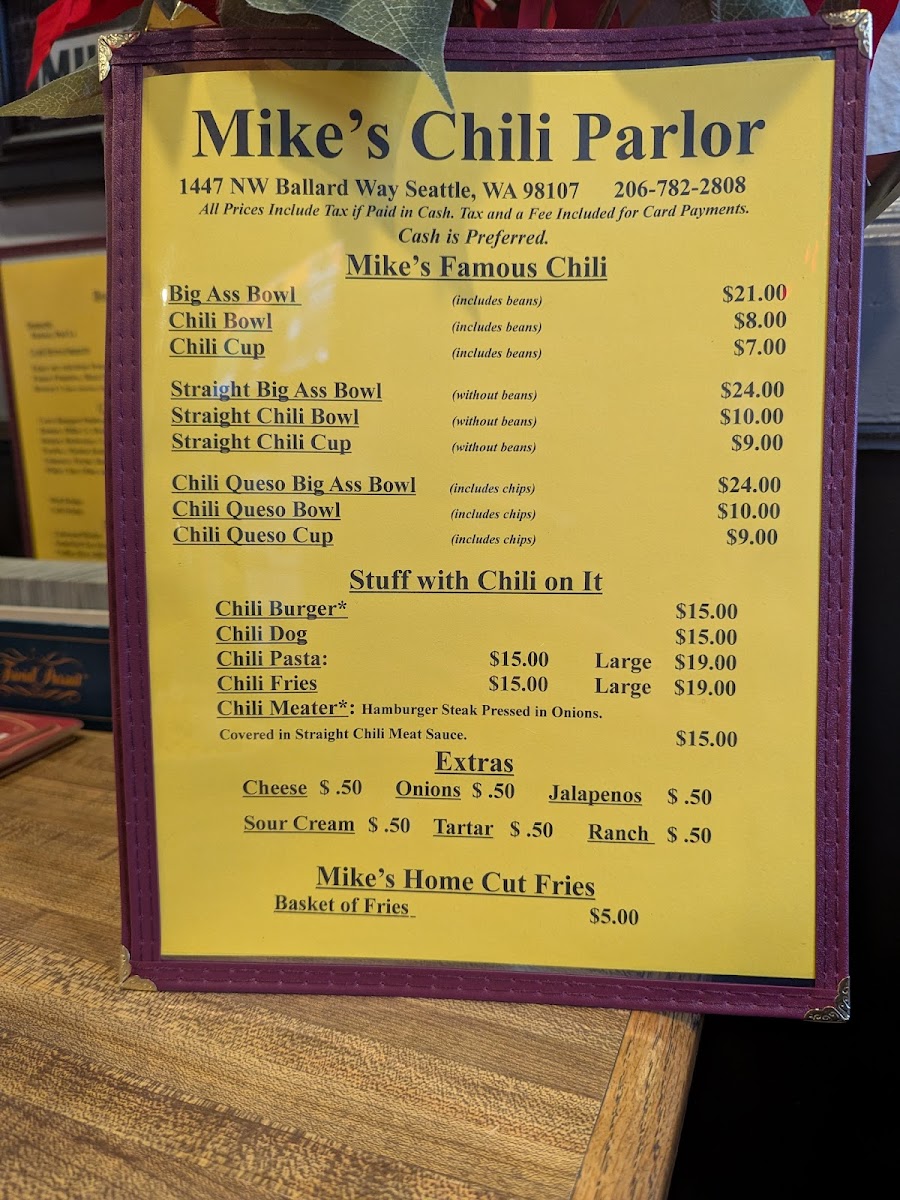 Mike's Chili Parlor
1447 NW Ballard Way Seattle, WA 98107 206-782-2808
All Prices Include Tax if Paid in Cash. Tax and a Fee Included for Card Payments.
Cash is Preferred.
Mike's Famous Chili
Big Ass Bowl (includes beans) $21.00
Chili Bowl (includes beans) $8.00
Chili Cup (includes beans) $7.00
Straight Big Ass Bowl (without beans) $24.00
Straight Chili Bowl (without beans) $10.00
Straight Chili Cup (without beans) $9.00
Chili Queso Big Ass Bowl (includes chips) $24.00
Chili Queso Bowl (includes chips) $10.00
Chili Queso Cup (includes chips) $9.00
Stuff with Chili on It
Chili Burger* $15.00
Chili Dog $15.00
Chili Pasta: $15.00 Large $19.00
Chili Fries $15.00 Large $19.00
Chili Meater*: Hamburger Steak Pressed in Onions.
Covered in Straight Chili Meat Sauce. $15.00
Extras
Cheese $ .50 Onions $ .50 Jalapenos $ .50
Sour Cream $ .50 Tartar $ .50 Ranch $ .50
Mike's Home Cut Fries
Basket of Fries $5.00